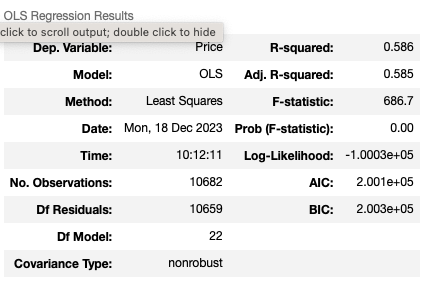 OLS Regression Results
click to scroll output; double click to hide
Dep. Variable: Price R-squared: 0.586
Model: OLS Adj. R-squared: 0.585
Method: Least Squares F-statistic: 686.7
Date: Mon, 18 Dec 2023 Prob (F-statistic): 0.00
Time: 10:12:11 Log-Likelihood: -1.0003e+05
No. Observations: 10682 AIC: 2.001e+05
Df Residuals: 10659 BIC: 2.003e+05
Df Model: 22
Covariance Type: nonrobust